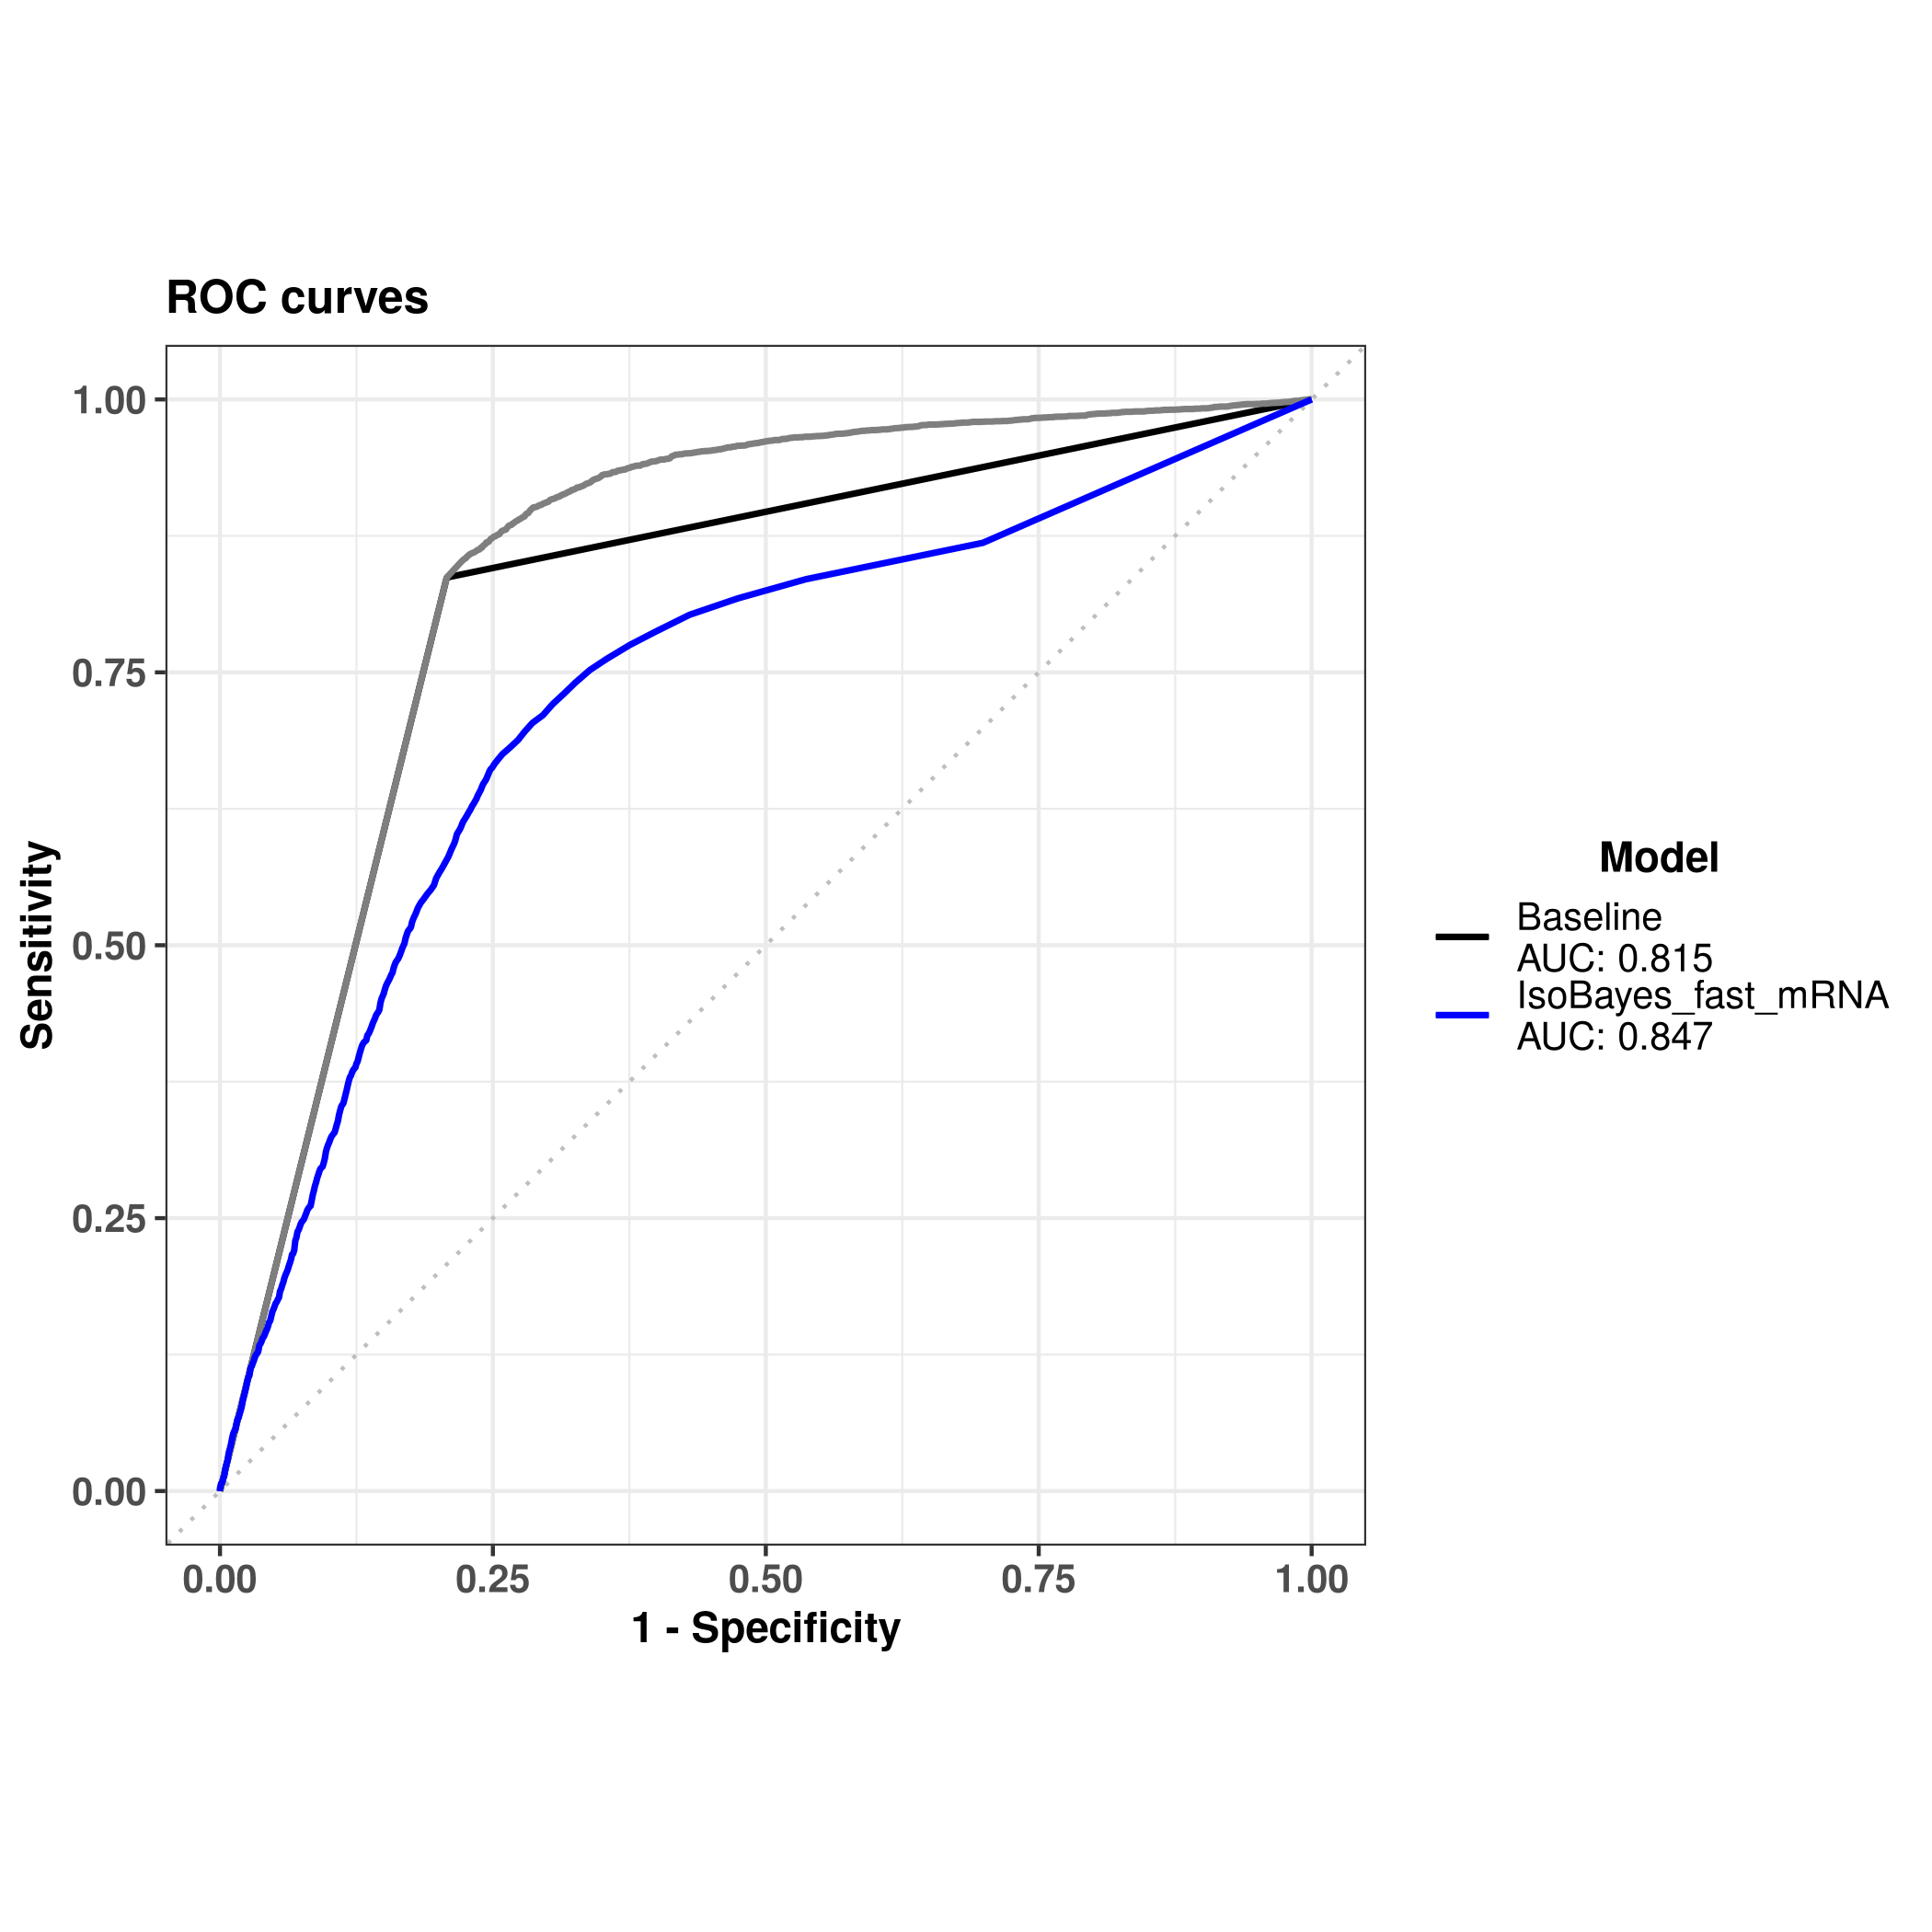 ROC curves
1.00
0.75
0.50
0.25
0.00
Sensitivity
0.00 0.25 0.50 0.75 1.00
1 - Specificity
Model
Baseline
AUC: 0.815
IsoBayes_fast_mRNA
AUC: 0.847